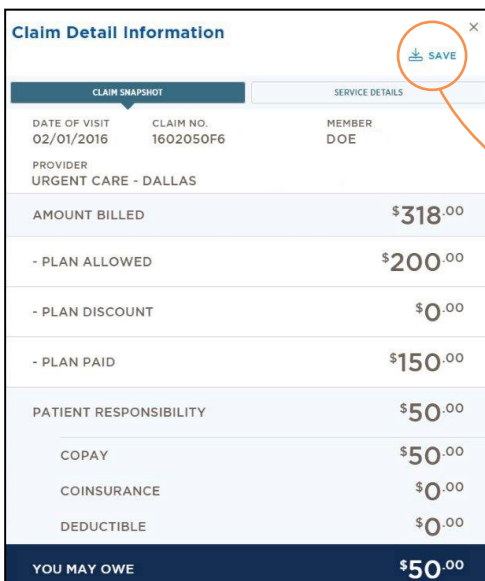 Claim Detail Information
×
SAVE
CLAIM SNAPSHOT
SERVICE DETAILS
DATE OF VISIT CLAIM NO. MEMBER
02/01/2016 1602050F6 DOE
PROVIDER
URGENT CARE - DALLAS
AMOUNT BILLED $318.00
- PLAN ALLOWED $200.00
- PLAN DISCOUNT $0.00
- PLAN PAID $150.00
PATIENT RESPONSIBILITY $50.00
COPAY $50.00
COINSURANCE $0.00
DEDUCTIBLE $0.00
YOU MAY OWE $50.00